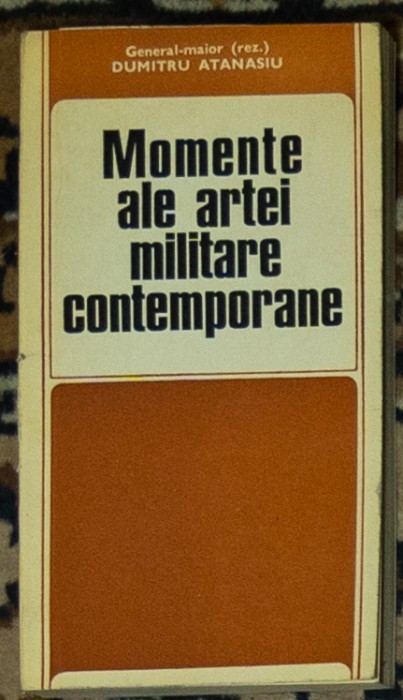 General-maior (rez.)
DUMITRU ATANASIU
Momente
ale artei
militare
contemporane